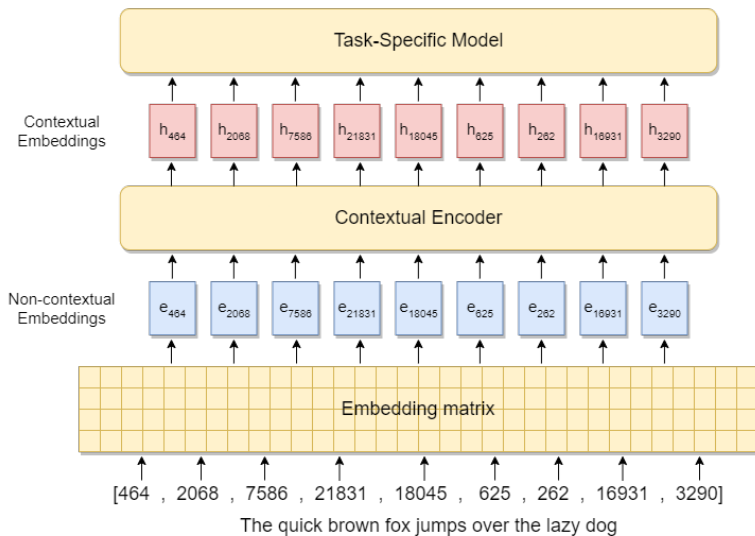 Task-Specific Model
Contextual
Embeddings
h464 h2068 h7586 h21831 h18045 h625 h262 h16931 h3290
Contextual Encoder
Non-contextual
Embeddings
e464 e2068 e7586 e21831 e18045 e625 e262 e16931 e3290
Embedding matrix
[464 , 2068 , 7586 , 21831 , 18045 , 625 , 262 , 16931 , 3290]
The quick brown fox jumps over the lazy dog